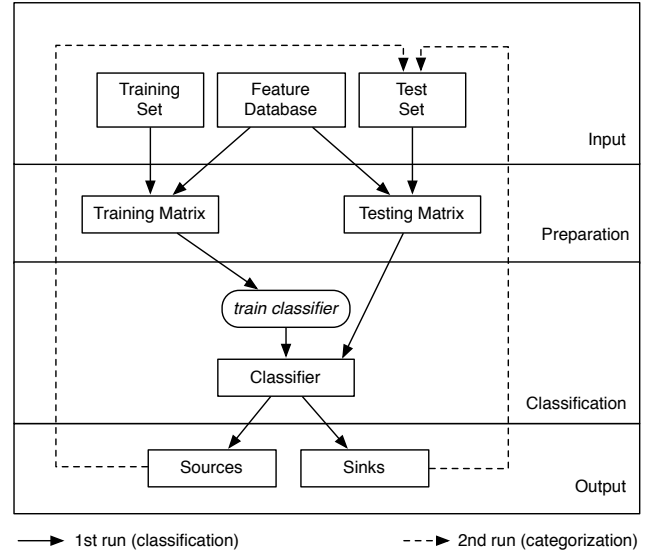 Training
Set
Feature
Database
Test
Set
Input
Training Matrix
Testing Matrix
Preparation
train classifier
Classifier
Classification
Sources
Sinks
Output
1st run (classification)
2nd run (categorization)